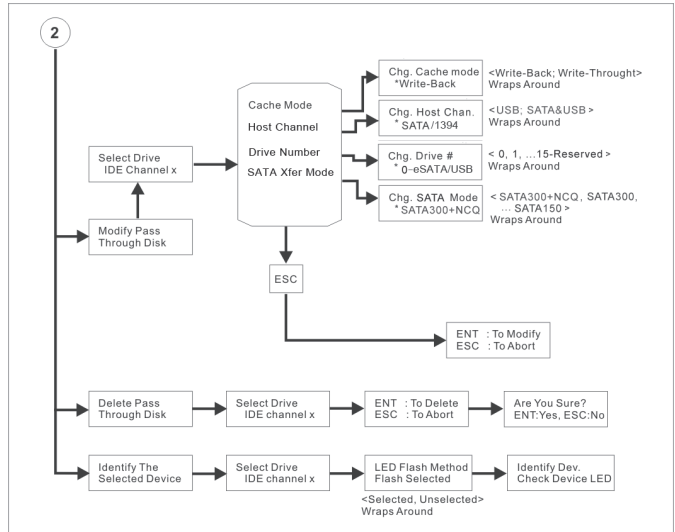 2
Chg. Cache mode
*Write-Back
<Write-Back; Write-Throught>
Wraps Around
Cache Mode
Host Channel
Drive Number
SATA Xfer Mode
Chg. Host Chan.
* SATA/1394
<USB; SATA&USB >
Wraps Around
Chg. Drive #
* 0-eSATA/USB
< 0, 1, ...15-Reserved >
Wraps Around
Chg. SATA Mode
* SATA300+NCQ
< SATA300+NCQ, SATA300,
... SATA150 >
Wraps Around
Select Drive
IDE Channel x
Modify Pass
Through Disk
ESC
ENT : To Modify
ESC : To Abort
Delete Pass
Through Disk
Select Drive
IDE channel x
ENT : To Delete
ESC : To Abort
Are You Sure?
ENT:Yes, ESC:No
Identify The
Selected Device
Select Drive
IDE channel x
LED Flash Method
Flash Selected
<Selected, Unselected>
Wraps Around
Identify Dev.
Check Device LED